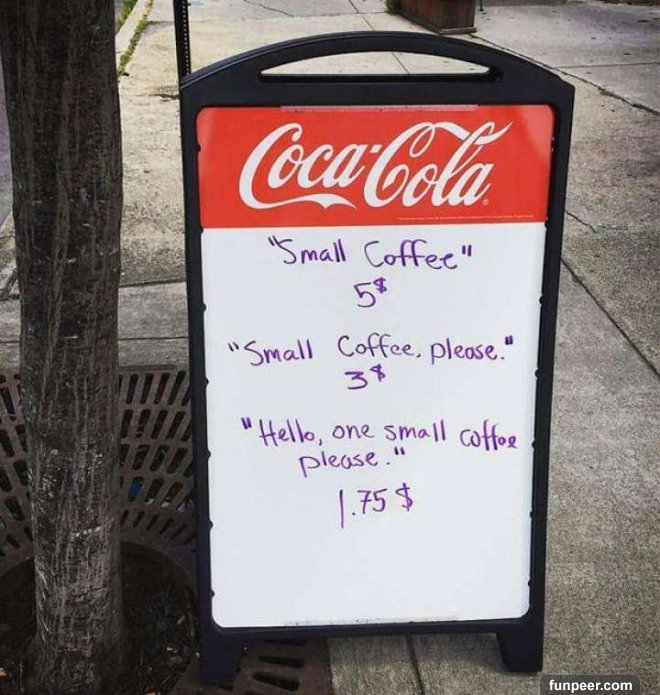 Coca-Cola
"Small Coffee"
5$
"Small Coffee, please."
3$
"Hello, one small coffee
please."
1.75 $
funpeer.com